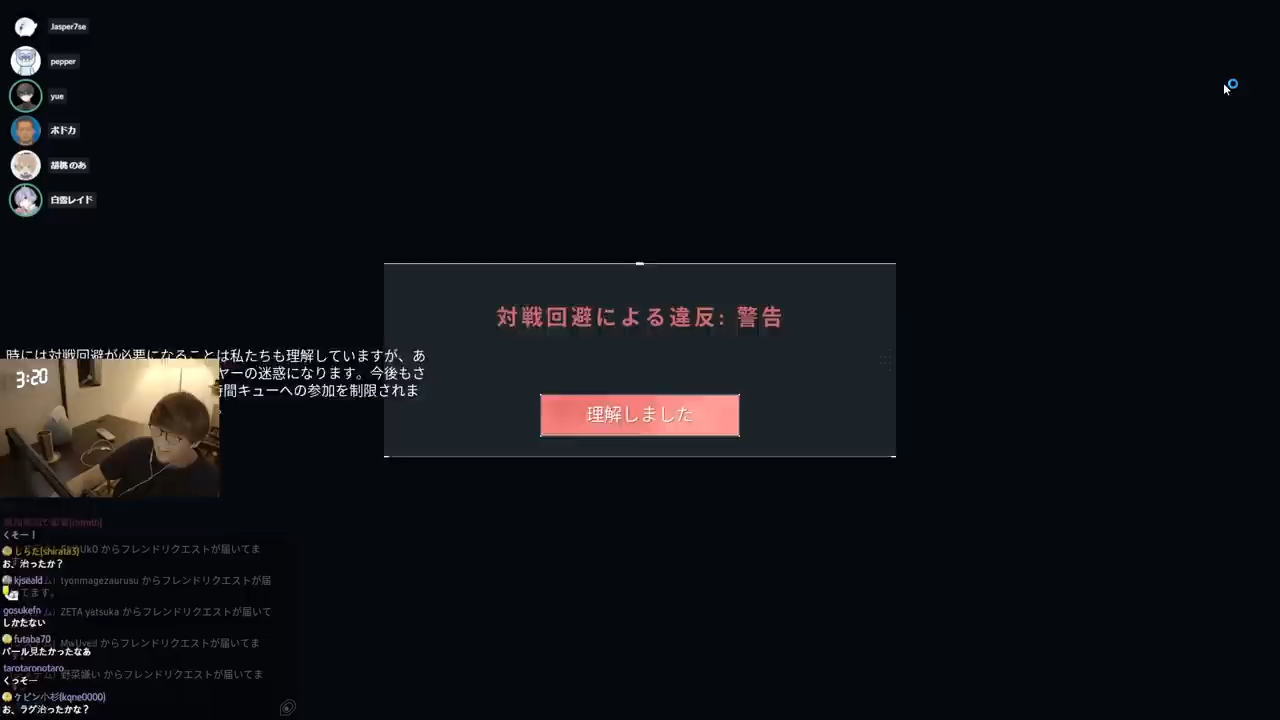 Jasper7se
pepper
yue
ボドカ
胡桃 のあ
白雪レイド
対戦回避による違反: 警告
時には対戦回避が必要になることは私たちも理解していますが、あ
ヤーの迷惑になります。今後もさ
時間キューへの参加を制限されま
3:20
理解しました
くそー！
しらた(shirata3)
からフレンドリクエストが届いてま
お、治ったか？
kjseald
tyonmagezaurusu からフレンドリクエストが届
てます。
gosukefn
ZETA yatsuka からフレンドリクエストが届いて
しかたない
futaba70
からフレンドリクエストが届いてま
パール見たかったなあ
tarotaronotaro
野菜嫌い からフレンドリクエストが届いてま
くっそー
ケビン小杉(kqne0000)
お、ラグ治ったかな？